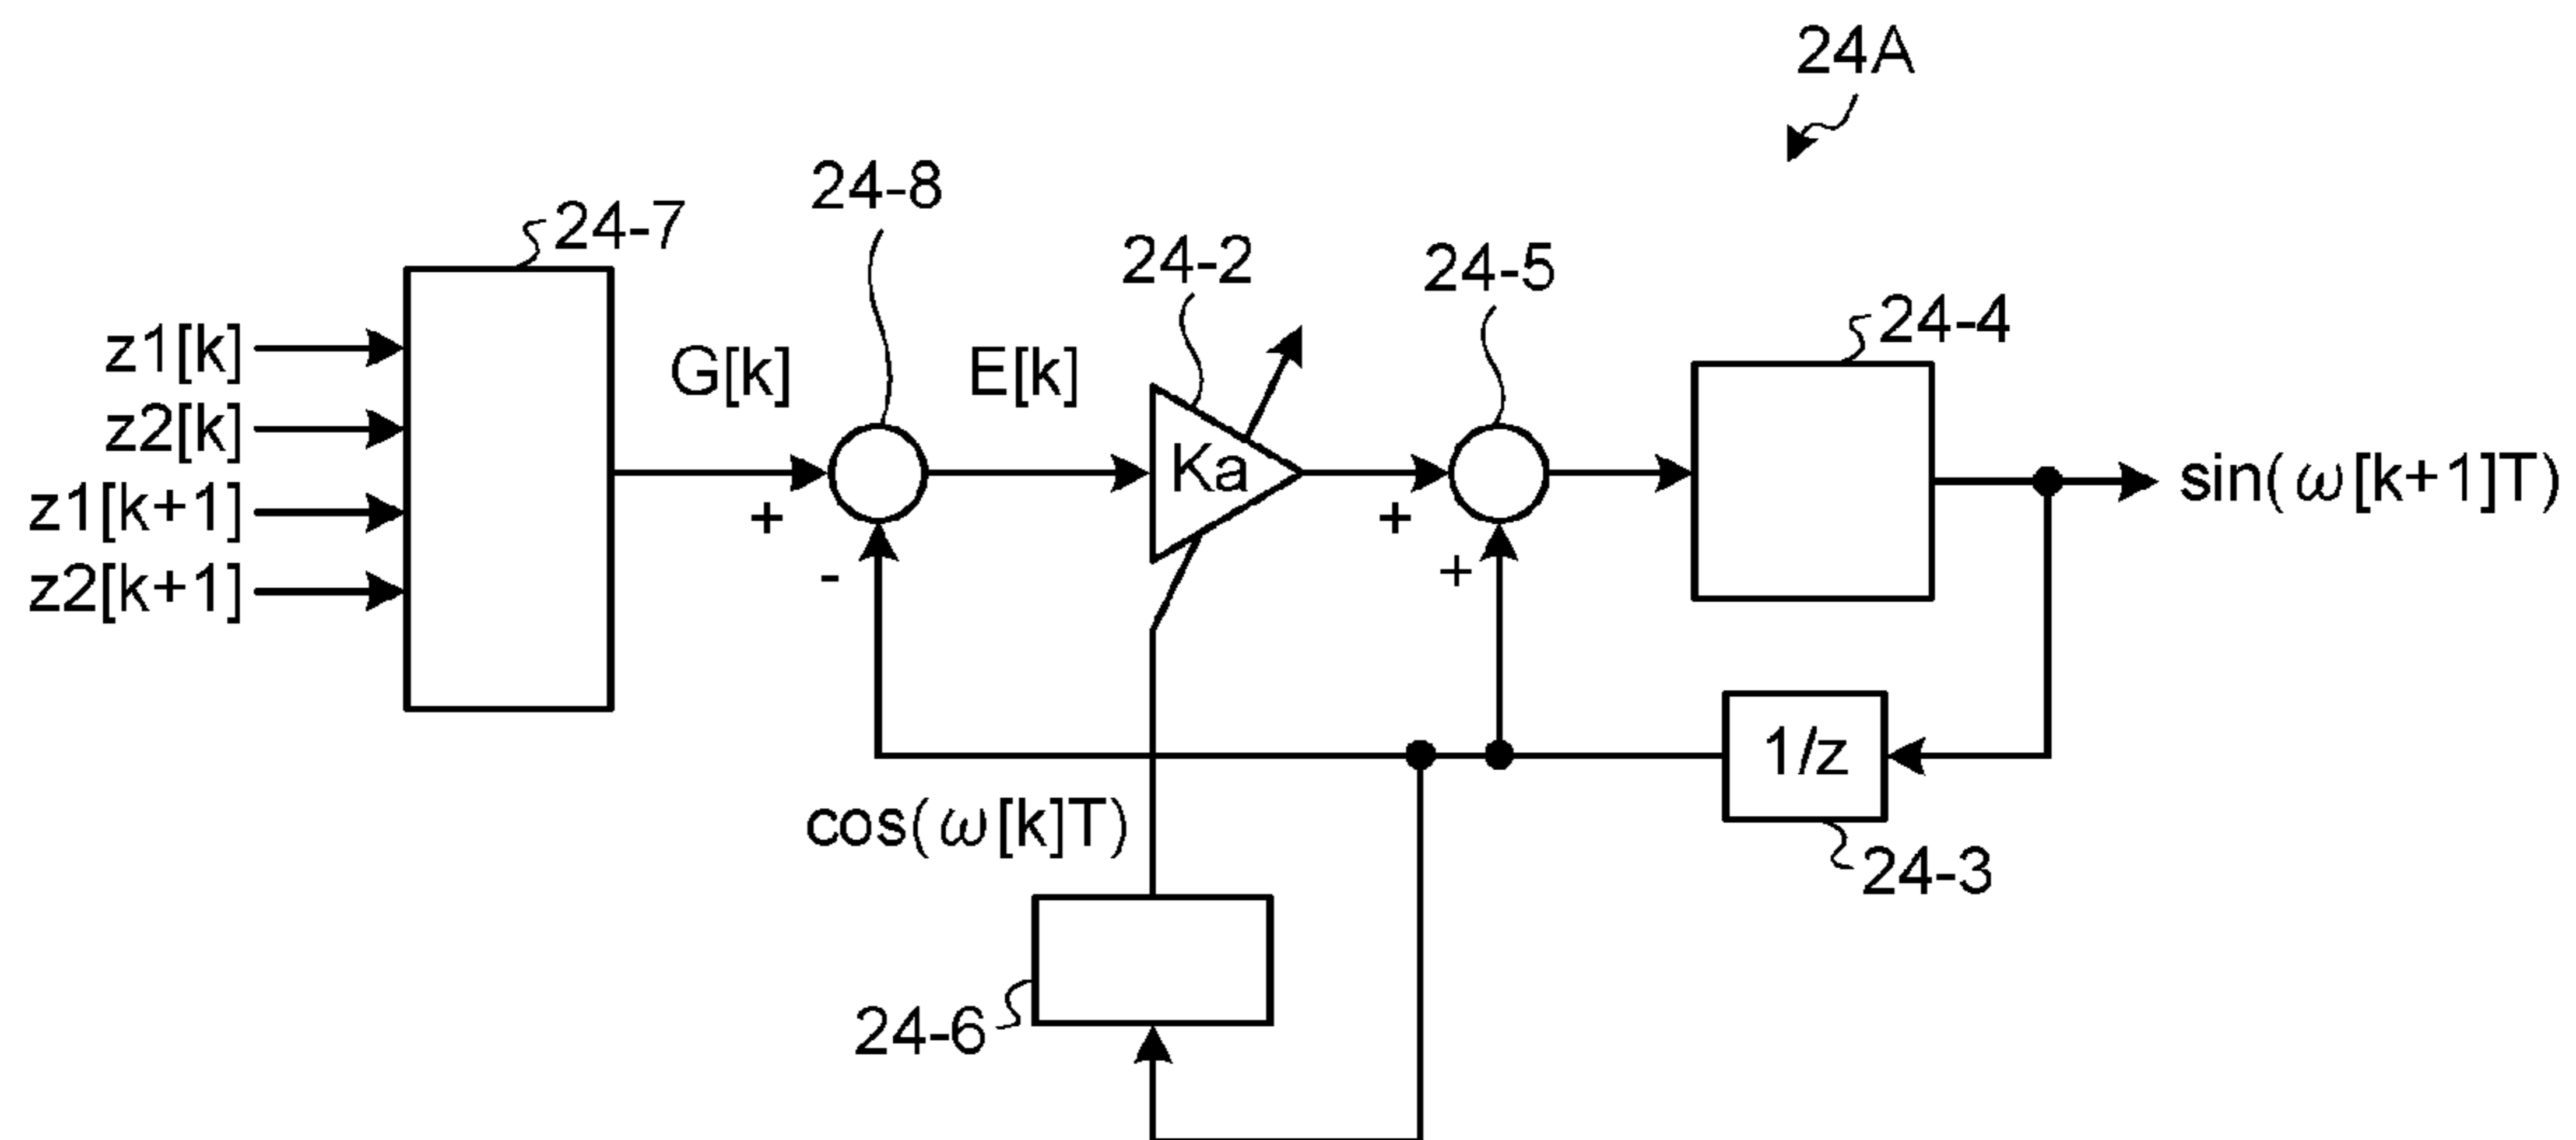 24A
24-8
24-7
24-2
24-5
24-4
z1[k]
G[k]
E[k]
z2[k]
Ka
sin(ω[k+1]T)
z1[k+1]
+
+
z2[k+1]
-
+
1/z
cos(ω[k]T)
24-3
24-6